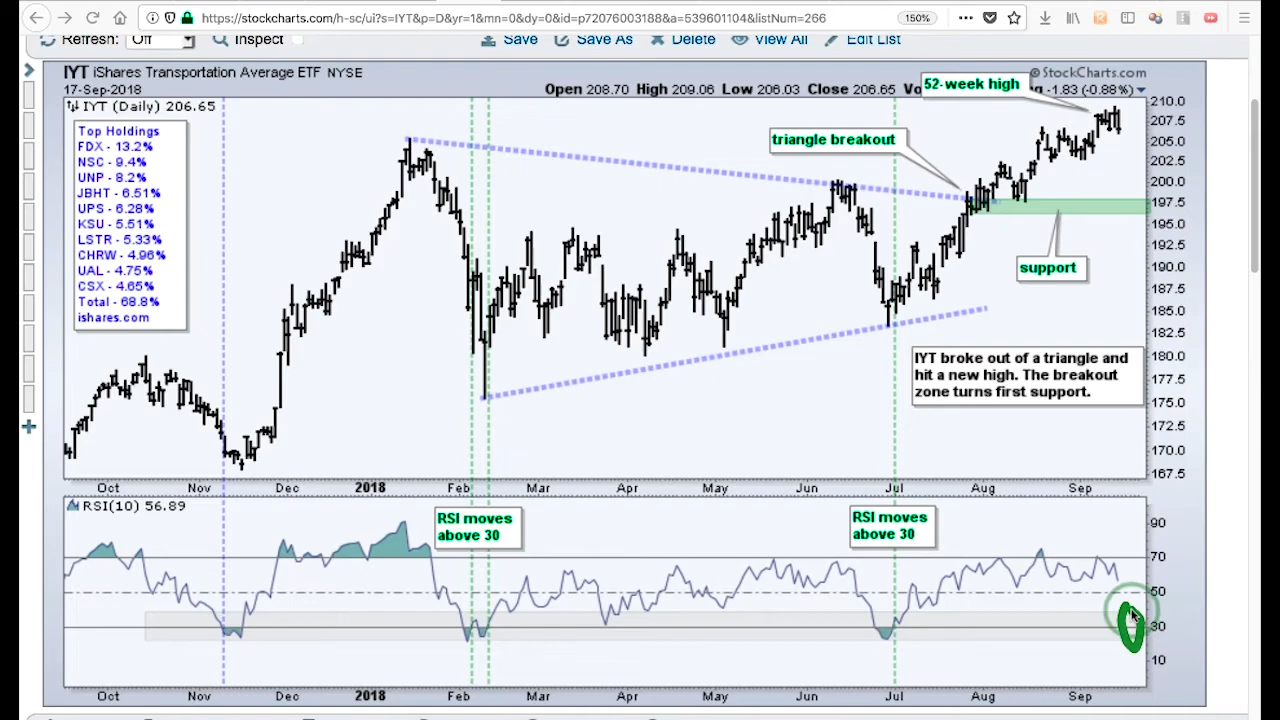 https://stockcharts.com/h-sc/ui?s=IYT&p=D&yr=1&mn=0&dy=0&id=p72076003188&a=539601104&listNum=266
150%
Refresh: Off Inspect Save Save As Delete View All Edit List
IYT iShares Transportation Average ETF NYSE
52-week high
© StockCharts.com
17-Sep-2018
Open 208.70 High 209.06 Low 206.03 Close 206.65 -1.83 (-0.88%)
IYT (Daily) 206.65
Top Holdings
FDX - 13.2%
NSC - 9.4%
UNP - 8.2%
JBHT - 6.51%
UPS - 6.28%
KSU - 5.51%
LSTR - 5.33%
CHRW - 4.96%
UAL - 4.75%
CSX - 4.65%
Total - 68.8%
ishares.com
triangle breakout
support
IYT broke out of a triangle and
hit a new high. The breakout
zone turns first support.
210.0
207.5
205.0
202.5
200.0
197.5
195.0
192.5
190.0
187.5
185.0
182.5
180.0
177.5
175.0
172.5
170.0
167.5
Oct Nov Dec 2018 Feb Mar Apr May Jun Jul Aug Sep
RSI(10) 56.89
RSI moves
above 30
RSI moves
above 30
90
70
50
30
10
Oct Nov Dec 2018 Feb Mar Apr May Jun Jul Aug Sep